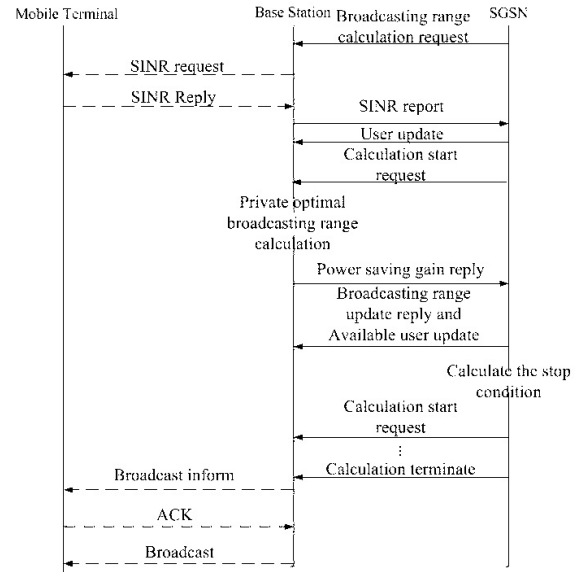 Mobile Terminal
Base Station
SGSN
Broadcasting range
calculation request
SINR request
SINR Reply
SINR report
User update
Calculation start
request
Private optimal
broadcasting range
calculation
Power saving gain reply
Broadcasting range
update reply and
Available user update
Calculate the stop
condition
Calculation start
request
⋮
Calculation terminate
Broadcast inform
ACK
Broadcast